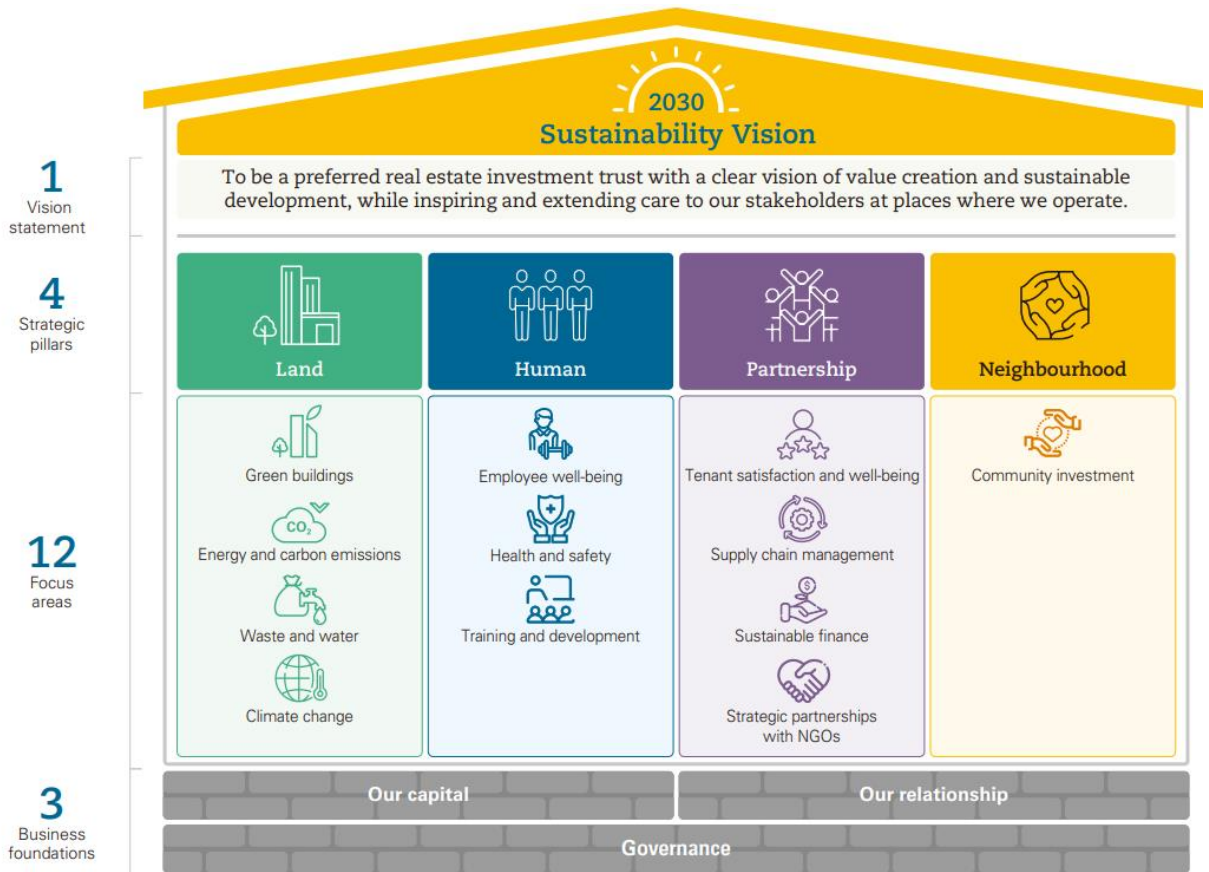 2030
Sustainability Vision
1
Vision
statement
To be a preferred real estate investment trust with a clear vision of value creation and sustainable
development, while inspiring and extending care to our stakeholders at places where we operate.
4
Strategic
pillars
Land
Human
Partnership
Neighbourhood
12
Focus
areas
Green buildings
CO₂
Energy and carbon emissions
Waste and water
Climate change
Employee well-being
Health and safety
Training and development
Tenant satisfaction and well-being
Supply chain management
$
Sustainable finance
Strategic partnerships
with NGOs
Community investment
3
Business
foundations
Our capital
Our relationship
Governance